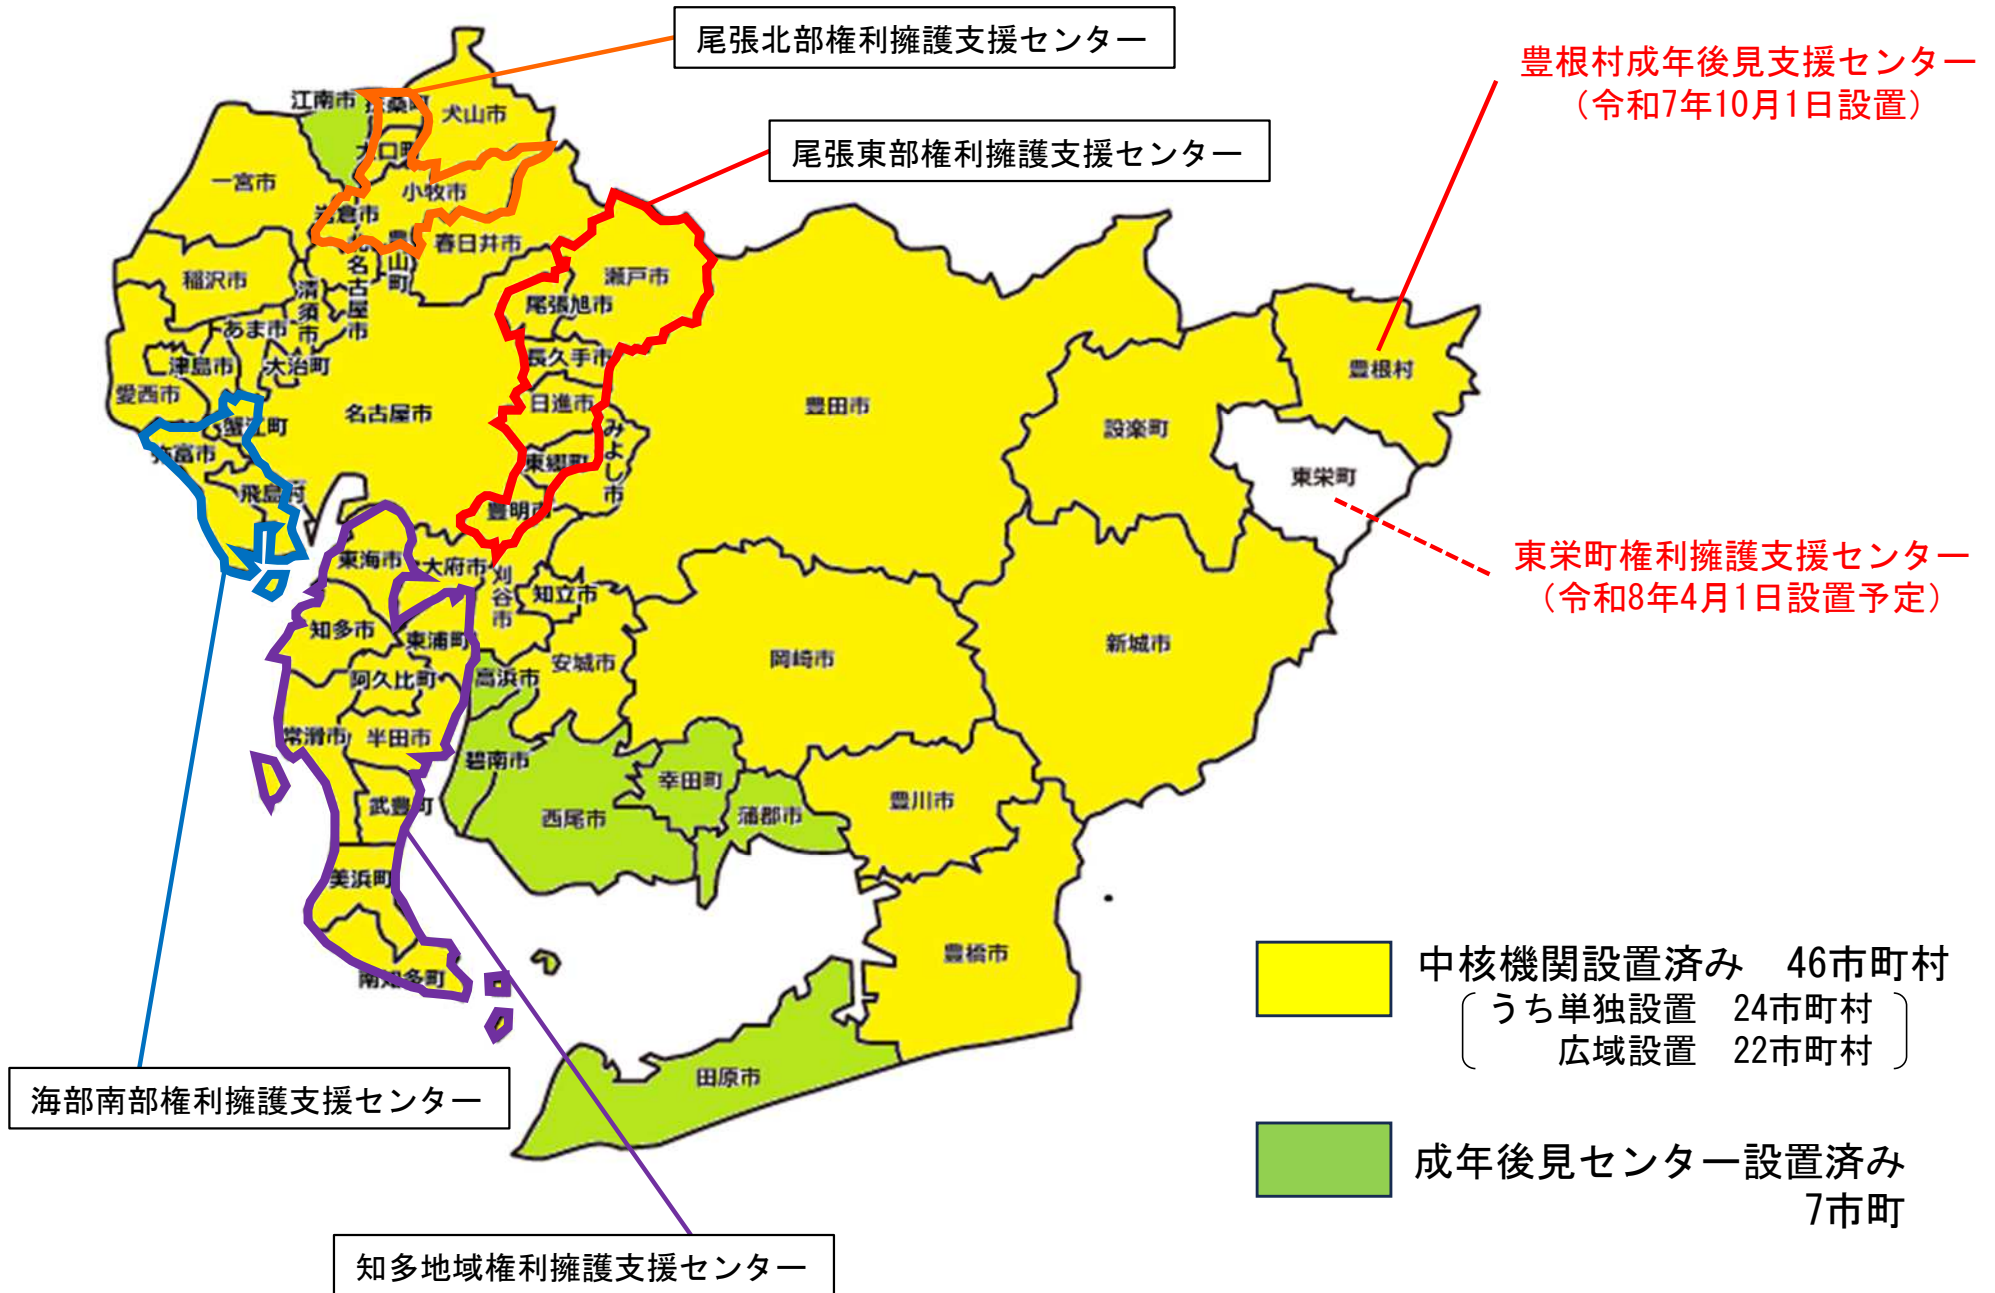 尾張北部権利擁護支援センター
豊根村成年後見支援センター
（令和7年10月1日設置）
尾張東部権利擁護支援センター
江南市
扶桑町
犬山市
大口町
一宮市
小牧市
岩倉市
豊山町
春日井市
北名古屋市
稲沢市
清須市
瀬戸市
尾張旭市
あま市
津島市
大治町
長久手市
愛西市
名古屋市
日進市
豊田市
豊根村
蟹江町
みよし市
設楽町
弥富市
東郷町
東栄町
飛島村
豊明市
東海市
大府市
刈谷市
知立市
東栄町権利擁護支援センター
（令和8年4月1日設置予定）
知多市
東浦町
新城市
安城市
岡崎市
阿久比町
高浜市
常滑市
半田市
碧南市
幸田町
武豊町
西尾市
蒲郡市
豊川市
美浜町
南知多町
豊橋市
田原市
中核機関設置済み　46市町村
うち単独設置　24市町村
広域設置　22市町村
海部南部権利擁護支援センター
成年後見センター設置済み
7市町
知多地域権利擁護支援センター